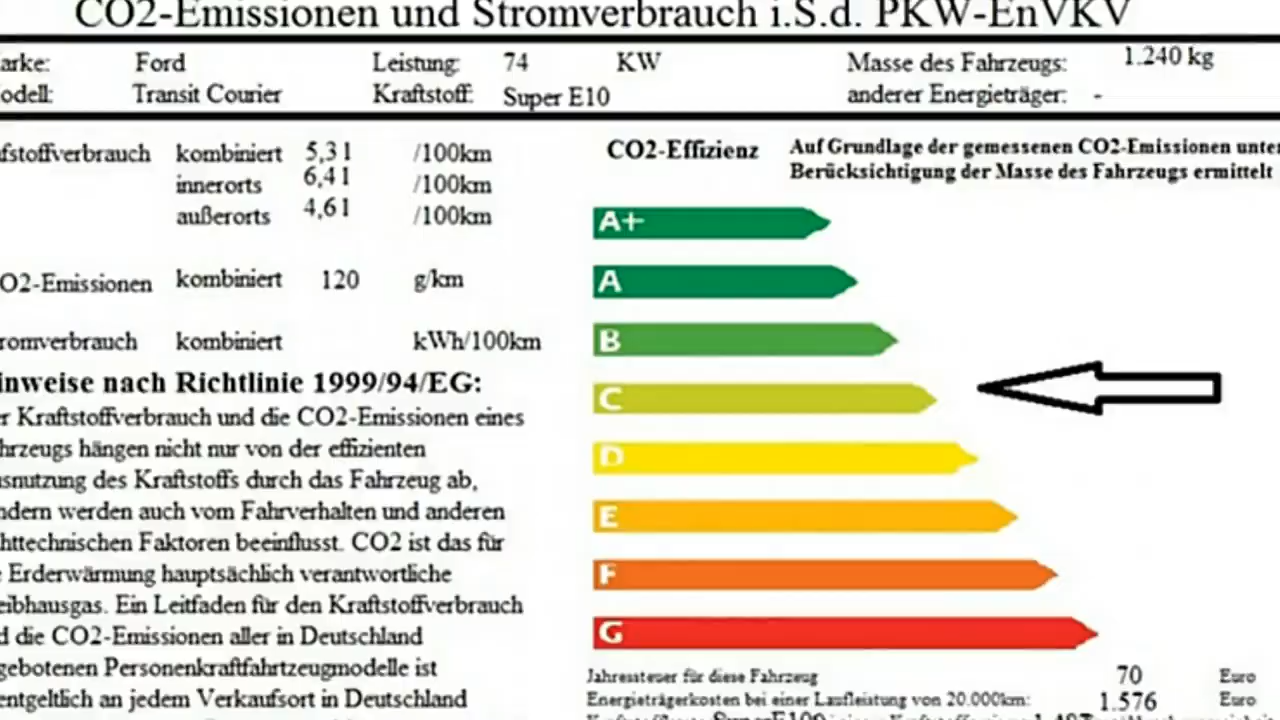 CO2-Emissionen und Stromverbrauch i.S.d. PKW-EnVKV
arke: Ford Leistung: 74 KW Masse des Fahrzeugs: 1.240 kg
odell: Transit Courier Kraftstoff: Super E10 anderer Energieträger: -
fstoffverbrauch kombiniert 5,3 l /100km
innerorts 6,4 l /100km
außerorts 4,6 l /100km
O2-Emissionen kombiniert 120 g/km
romverbrauch kombiniert kWh/100km
inweise nach Richtlinie 1999/94/EG:
r Kraftstoffverbrauch und die CO2-Emissionen eines
hrzeugs hängen nicht nur von der effizienten
snutzung des Kraftstoffs durch das Fahrzeug ab,
ndern werden auch vom Fahrverhalten und anderen
chttechnischen Faktoren beeinflusst. CO2 ist das für
e Erderwärmung hauptsächlich verantwortliche
eibhausgas. Ein Leitfaden für den Kraftstoffverbrauch
d die CO2-Emissionen aller in Deutschland
gebotenen Personenkraftfahrtzeugmodelle ist
entgeltlich an jedem Verkaufsort in Deutschland
CO2-Effizienz
Auf Grundlage der gemessenen CO2-Emissionen unter
Berücksichtigung der Masse des Fahrzeugs ermittelt
A+
A
B
C
D
E
F
G
Jahressteuer für diese Fahrzeug 70 Euro
Energieträgerkosten bei einer Laufleistung von 20.000km: 1.576 Euro